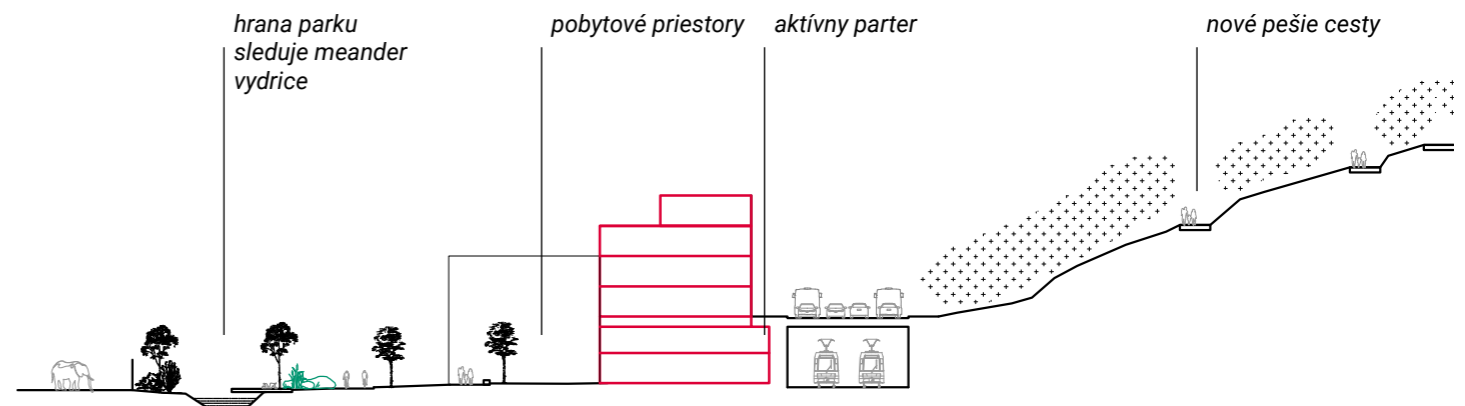 hrana parku
sleduje meander
vydrice
pobytové priestory
aktívny parter
nové pešie cesty